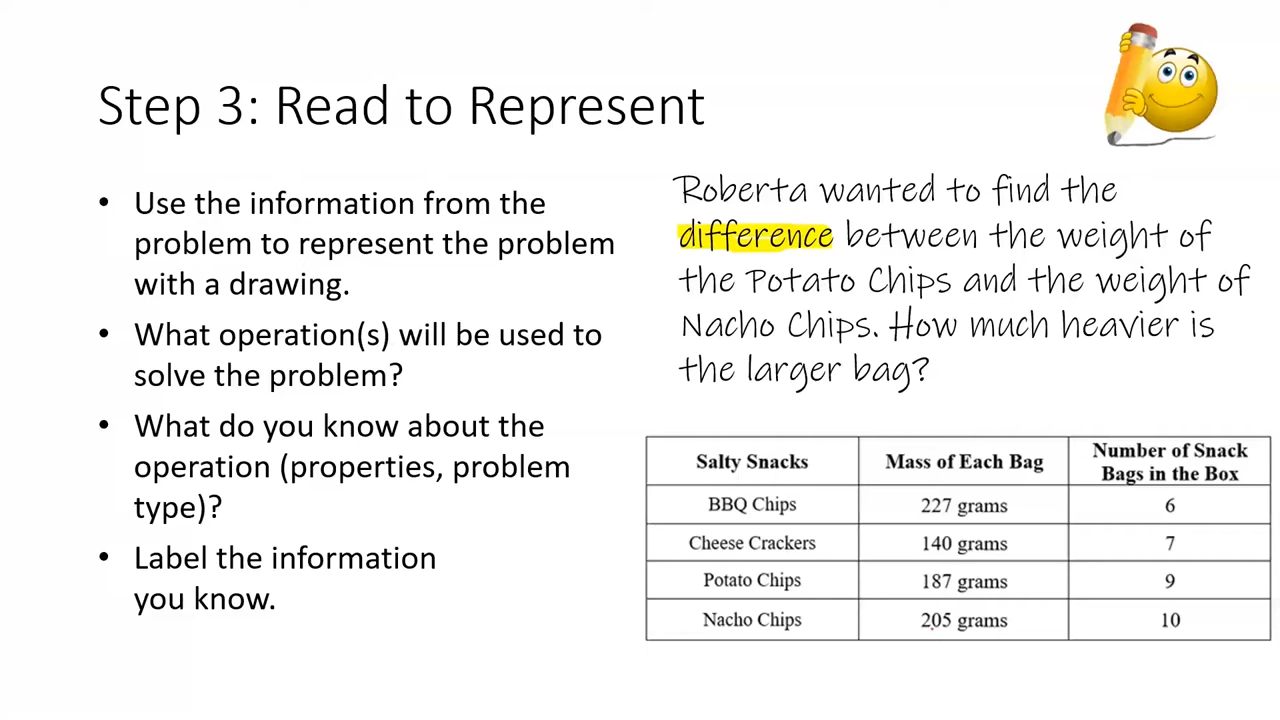 Step 3: Read to Represent
• Use the information from the
problem to represent the problem
with a drawing.
• What operation(s) will be used to
solve the problem?
• What do you know about the
operation (properties, problem
type)?
• Label the information
you know.
Roberta wanted to find the
difference between the weight of
the Potato Chips and the weight of
Nacho Chips. How much heavier is
the larger bag?
Salty Snacks Mass of Each Bag Number of Snack Bags in the Box
BBQ Chips 227 grams 6
Cheese Crackers 140 grams 7
Potato Chips 187 grams 9
Nacho Chips 205 grams 10